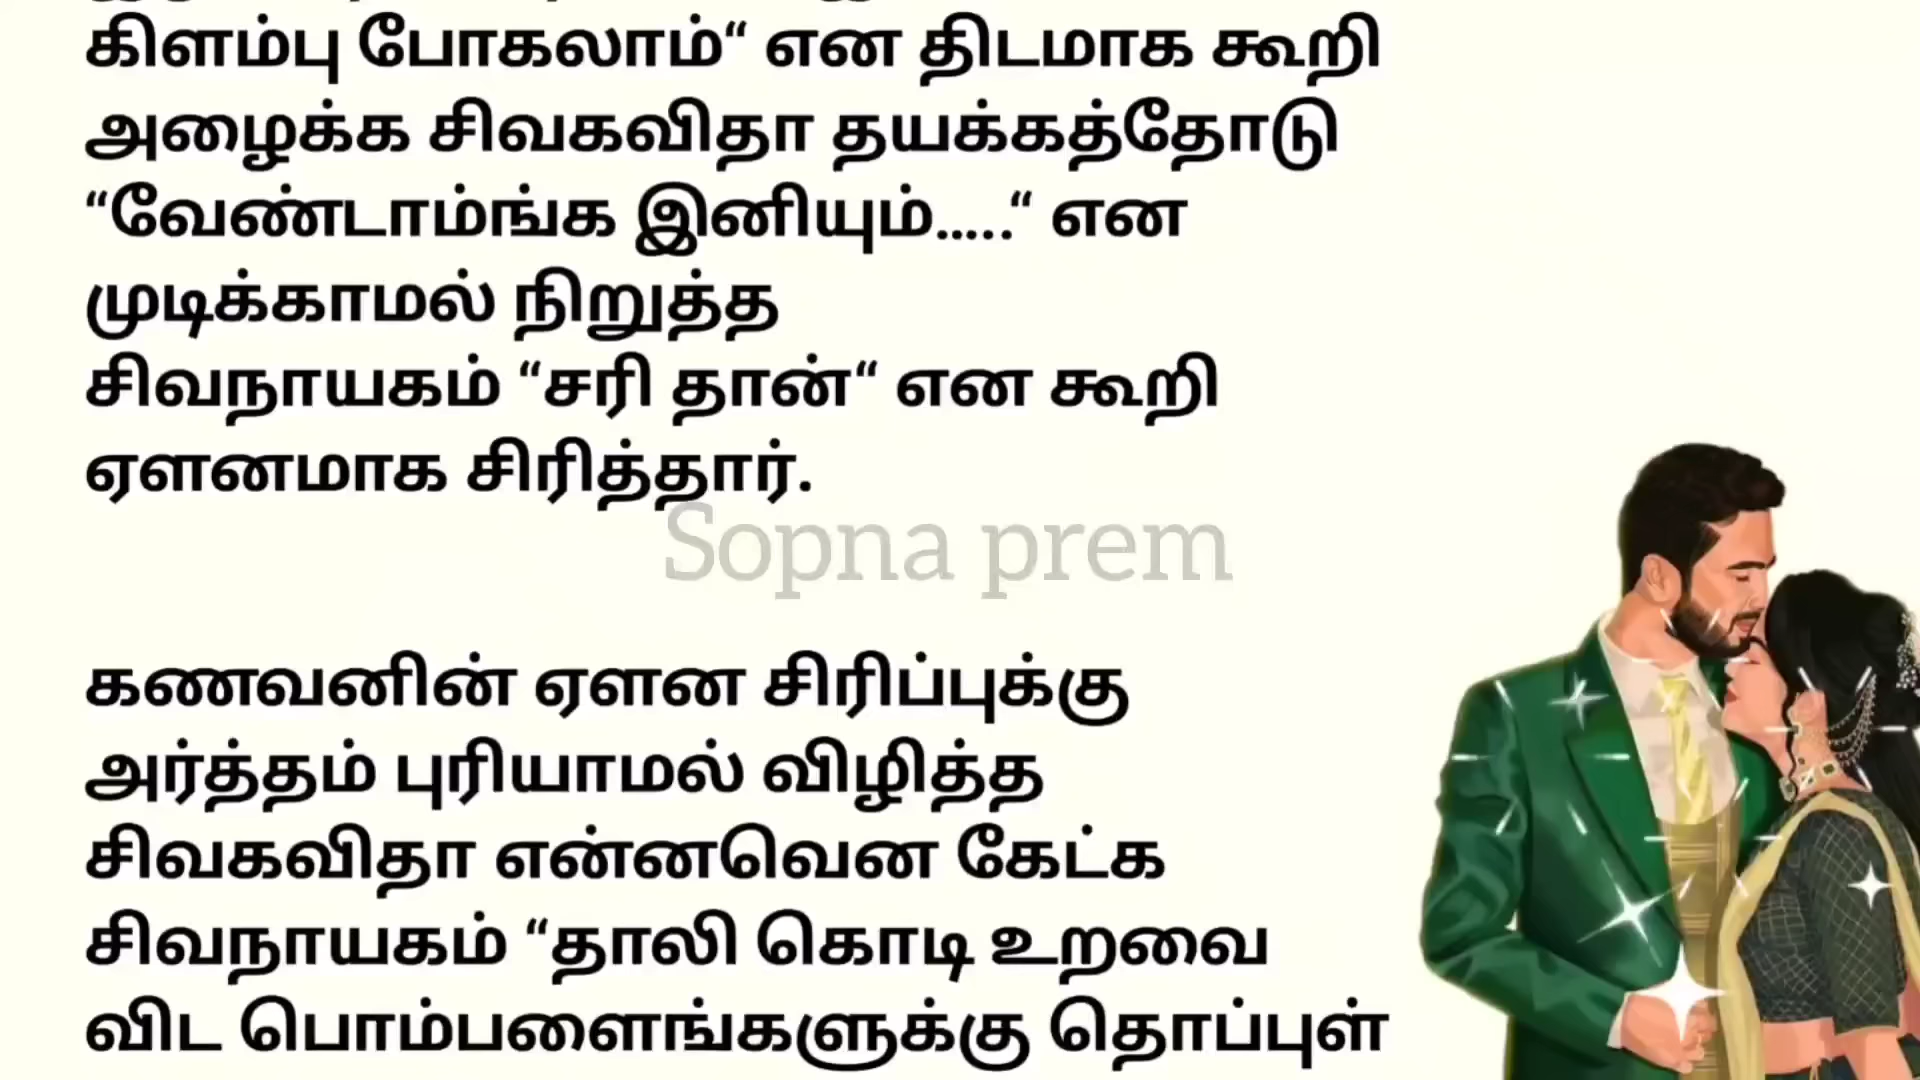 கிளம்பு போகலாம்“ என திடமாக கூறி
அழைக்க சிவகவிதா தயக்கத்தோடு
“வேண்டாம்ங்க இனியும்.....“ என
முடிக்காமல் நிறுத்த
சிவநாயகம் “சரி தான்“ என கூறி
ஏளனமாக சிரித்தார்.
Sopna prem
கணவனின் ஏளன சிரிப்புக்கு
அர்த்தம் புரியாமல் விழித்த
சிவகவிதா என்னவென கேட்க
சிவநாயகம் “தாலி கொடி உறவை
விட பொம்பளைங்களுக்கு தொப்புள்